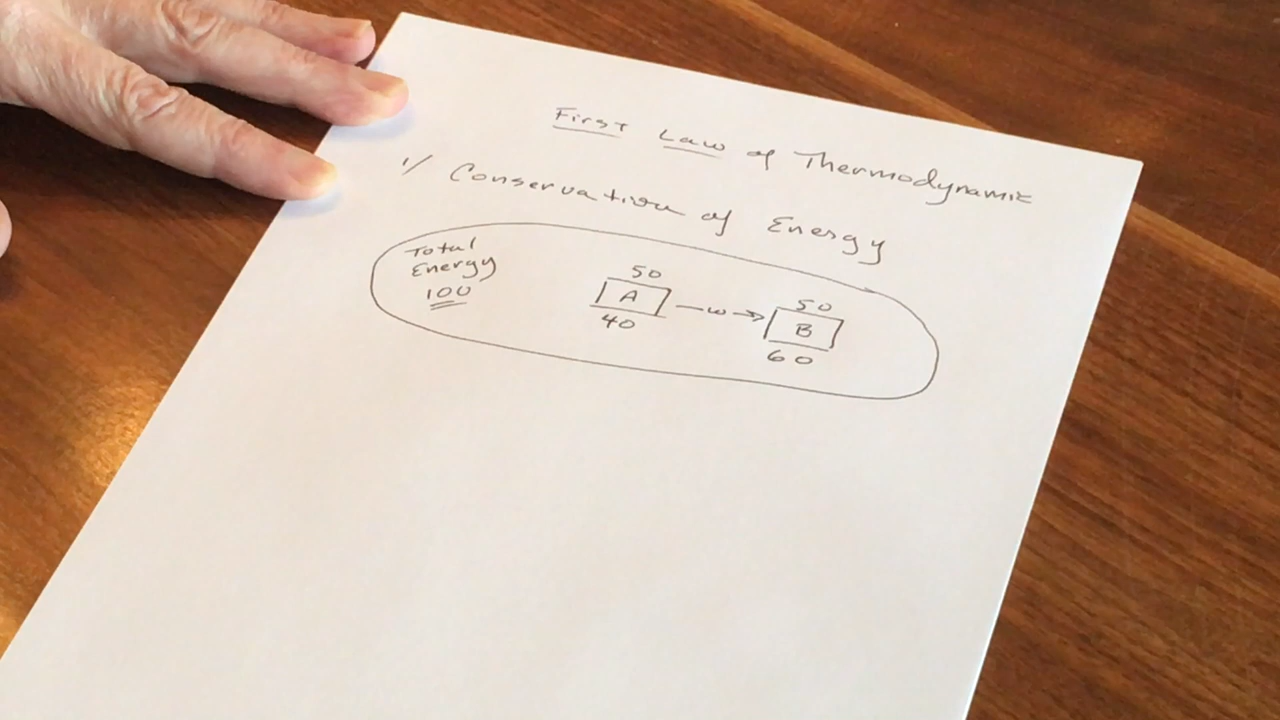 First Law of Thermodynamic
1/ Conservation of Energy
Total
Energy
100
50
A
40
w
50
B
60